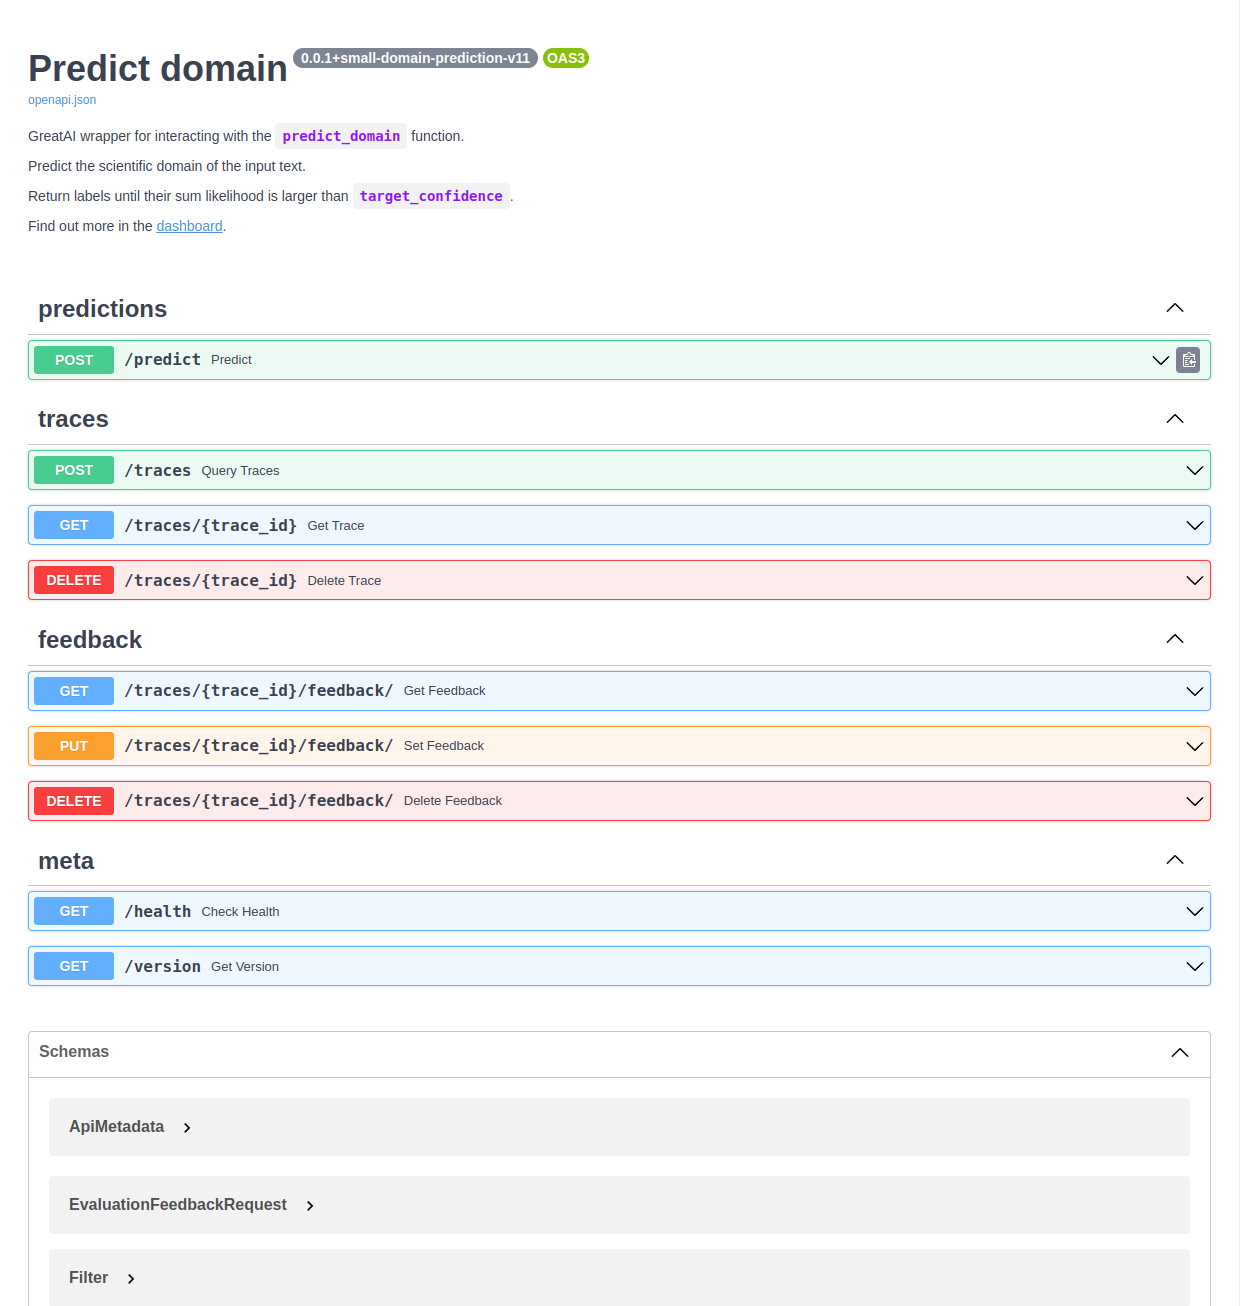 Predict domain 0.0.1+small-domain-prediction-v11 OAS3
openapi.json
GreatAI wrapper for interacting with the predict_domain function.
Predict the scientific domain of the input text.
Return labels until their sum likelihood is larger than target_confidence .
Find out more in the dashboard.
predictions
POST /predict Predict
traces
POST /traces Query Traces
GET /traces/{trace_id} Get Trace
DELETE /traces/{trace_id} Delete Trace
feedback
GET /traces/{trace_id}/feedback/ Get Feedback
PUT /traces/{trace_id}/feedback/ Set Feedback
DELETE /traces/{trace_id}/feedback/ Delete Feedback
meta
GET /health Check Health
GET /version Get Version
Schemas
ApiMetadata
EvaluationFeedbackRequest
Filter